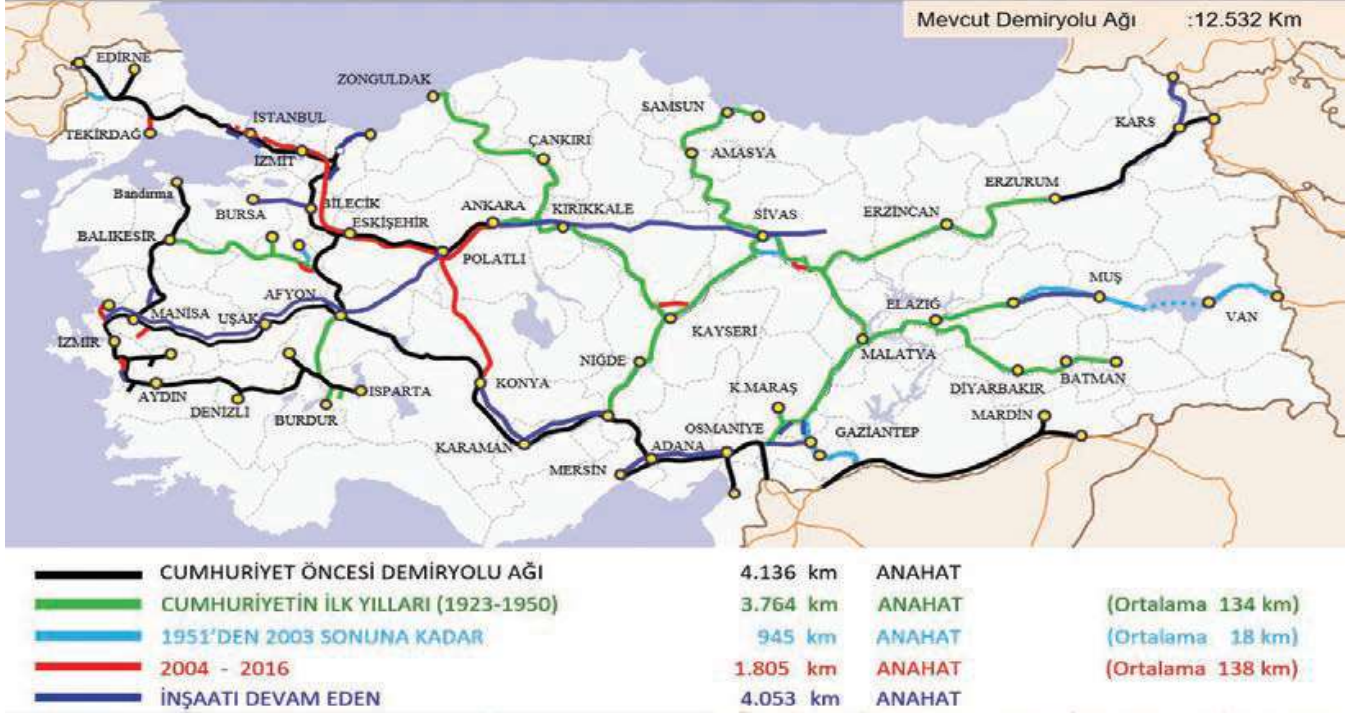 Mevcut Demiryolu Ağı :12.532 Km
EDİRNE
ZONGULDAK
SAMSUN
TEKİRDAĞ
İSTANBUL
KARS
İZMİT
ÇANKIRI
AMASYA
Bandırma
BURSA
BİLECİK
ANKARA
KIRIKKALE
ERZURUM
ESKİŞEHİR
SİVAS
ERZİNCAN
BALIKESİR
POLATLI
MUŞ
AFYON
ELAZIĞ
MANİSA
UŞAK
KAYSERİ
VAN
İZMİR
MALATYA
NİĞDE
KONYA
ISPARTA
K.MARAŞ
DİYARBAKIR
BATMAN
AYDIN
DENİZLİ
BURDUR
MARDİN
OSMANİYE
GAZİANTEP
KARAMAN
ADANA
MERSİN
CUMHURİYET ÖNCESİ DEMİRYOLU AĞI 4.136 km ANAHAT
CUMHURİYETİN İLK YILLARI (1923-1950) 3.764 km ANAHAT (Ortalama 134 km)
1951'DEN 2003 SONUNA KADAR 945 km ANAHAT (Ortalama 18 km)
2004 - 2016 1.805 km ANAHAT (Ortalama 138 km)
İNŞAATI DEVAM EDEN 4.053 km ANAHAT